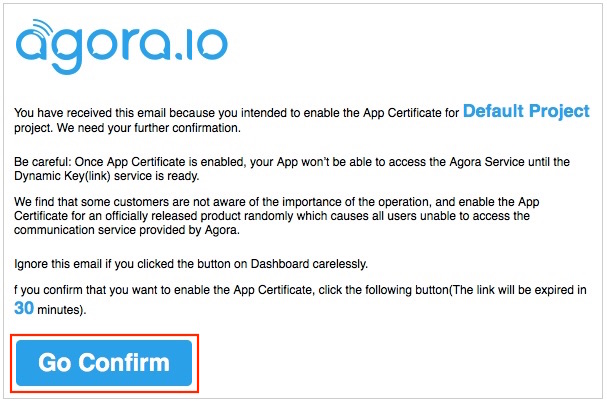 agora.io
You have received this email because you intended to enable the App Certificate for Default Project
project. We need your further confirmation.
Be careful: Once App Certificate is enabled, your App won't be able to access the Agora Service until the
Dynamic Key(link) service is ready.
We find that some customers are not aware of the importance of the operation, and enable the App
Certificate for an officially released product randomly which causes all users unable to access the
communication service provided by Agora.
Ignore this email if you clicked the button on Dashboard carelessly.
f you confirm that you want to enable the App Certificate, click the following button(The link will be expired in
30 minutes).
Go Confirm